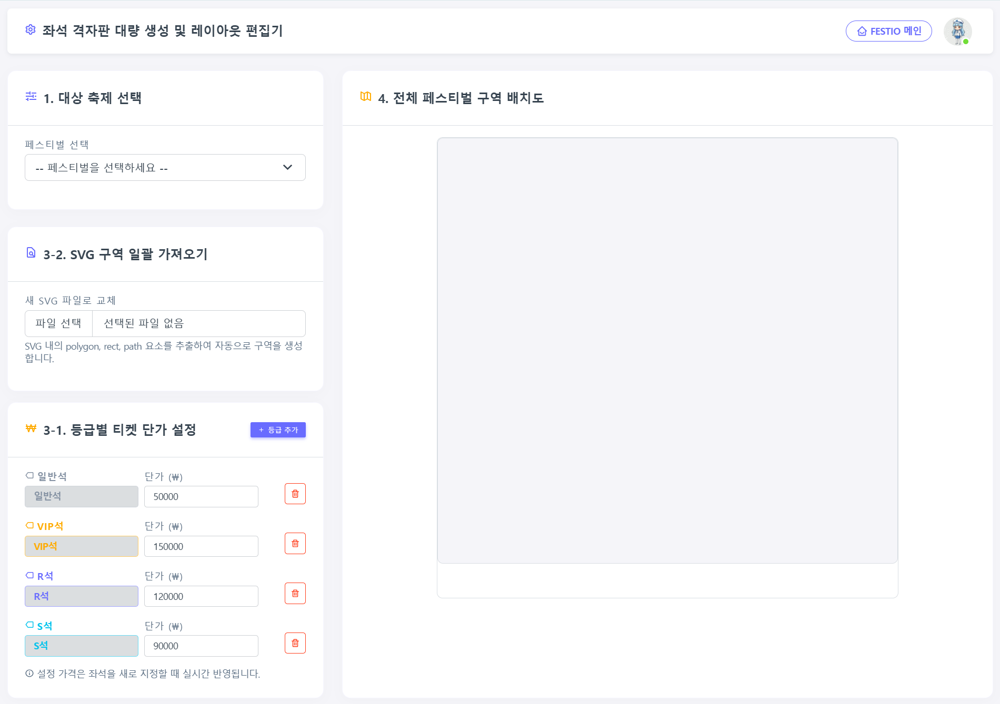 좌석 격자판 대량 생성 및 레이아웃 편집기
FESTIO 메인
1. 대상 축제 선택
페스티벌 선택
-- 페스티벌을 선택하세요 --
3-2. SVG 구역 일괄 가져오기
새 SVG 파일로 교체
파일 선택 선택된 파일 없음
SVG 내의 polygon, rect, path 요소를 추출하여 자동으로 구역을 생성
합니다.
3-1. 등급별 티켓 단가 설정
+ 등급 추가
일반석 단가 (₩)
일반석 50000
VIP석 단가 (₩)
VIP석 150000
R석 단가 (₩)
R석 120000
S석 단가 (₩)
S석 90000
설정 가격은 좌석을 새로 지정할 때 실시간 반영됩니다.
4. 전체 페스티벌 구역 배치도